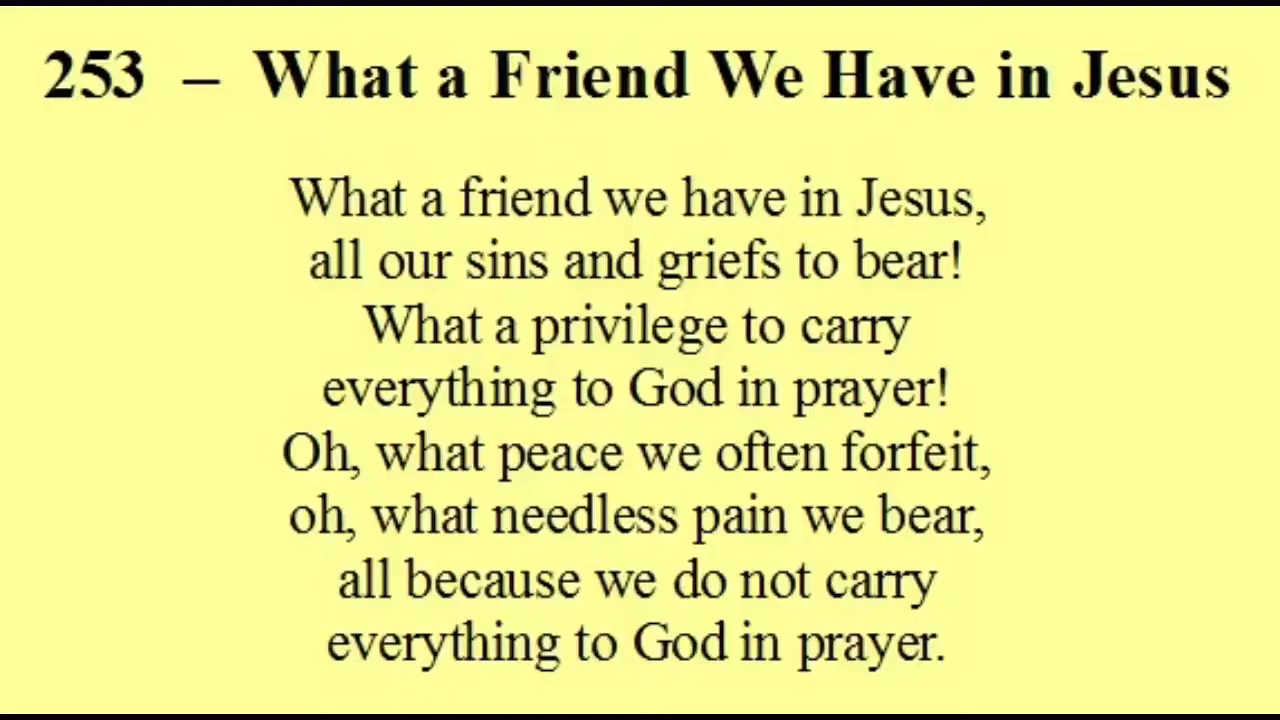 253 – What a Friend We Have in Jesus
What a friend we have in Jesus,
all our sins and griefs to bear!
What a privilege to carry
everything to God in prayer!
Oh, what peace we often forfeit,
oh, what needless pain we bear,
all because we do not carry
everything to God in prayer.